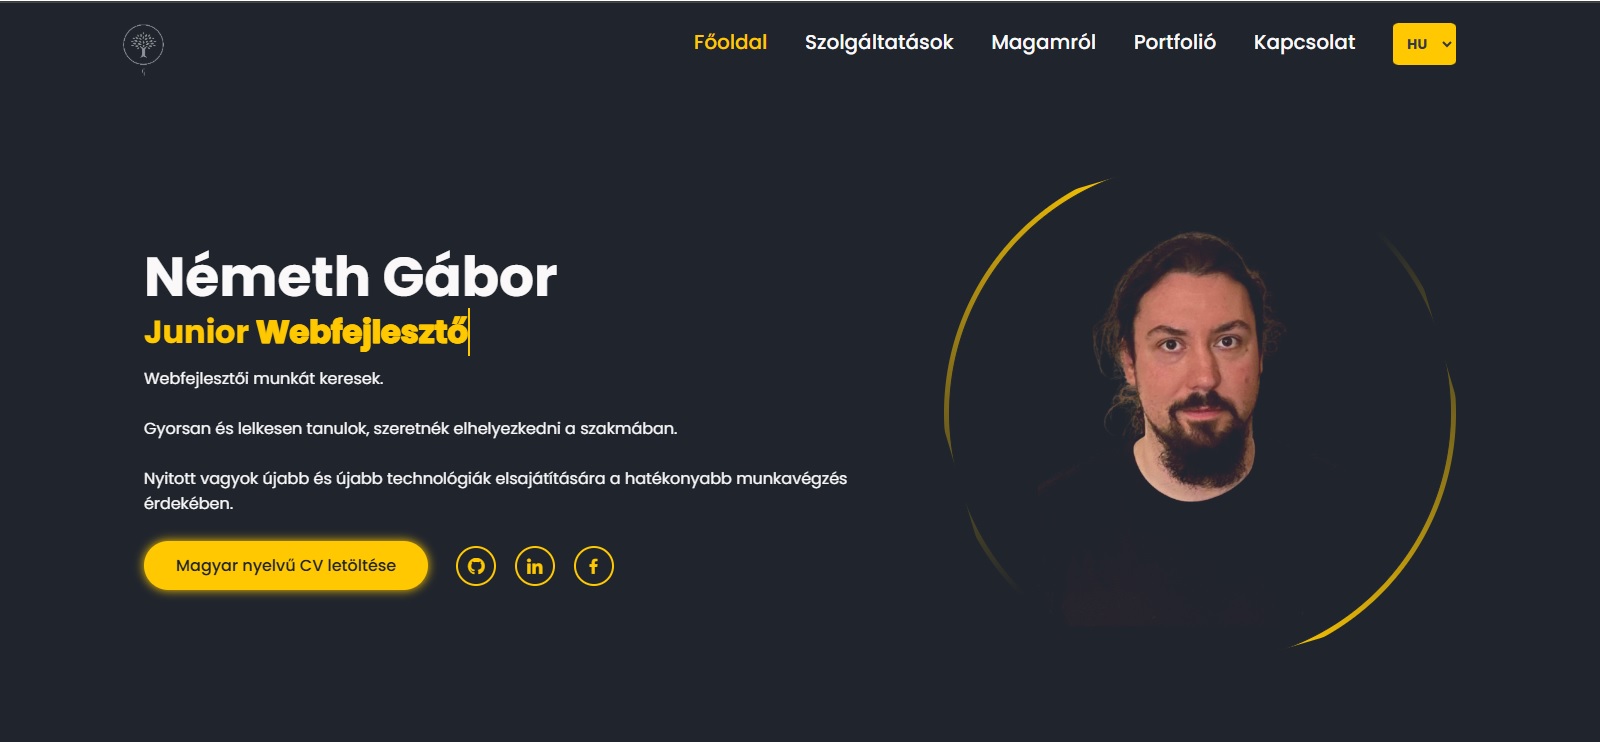 Főoldal Szolgáltatások Magamról Portfolió Kapcsolat HU
Németh Gábor
Junior Webfejlesztő
Webfejlesztői munkát keresek.
Gyorsan és lelkesen tanulok, szeretnék elhelyezkedni a szakmában.
Nyitott vagyok újabb és újabb technológiák elsajátítására a hatékonyabb munkavégzés
érdekében.
Magyar nyelvű CV letöltése